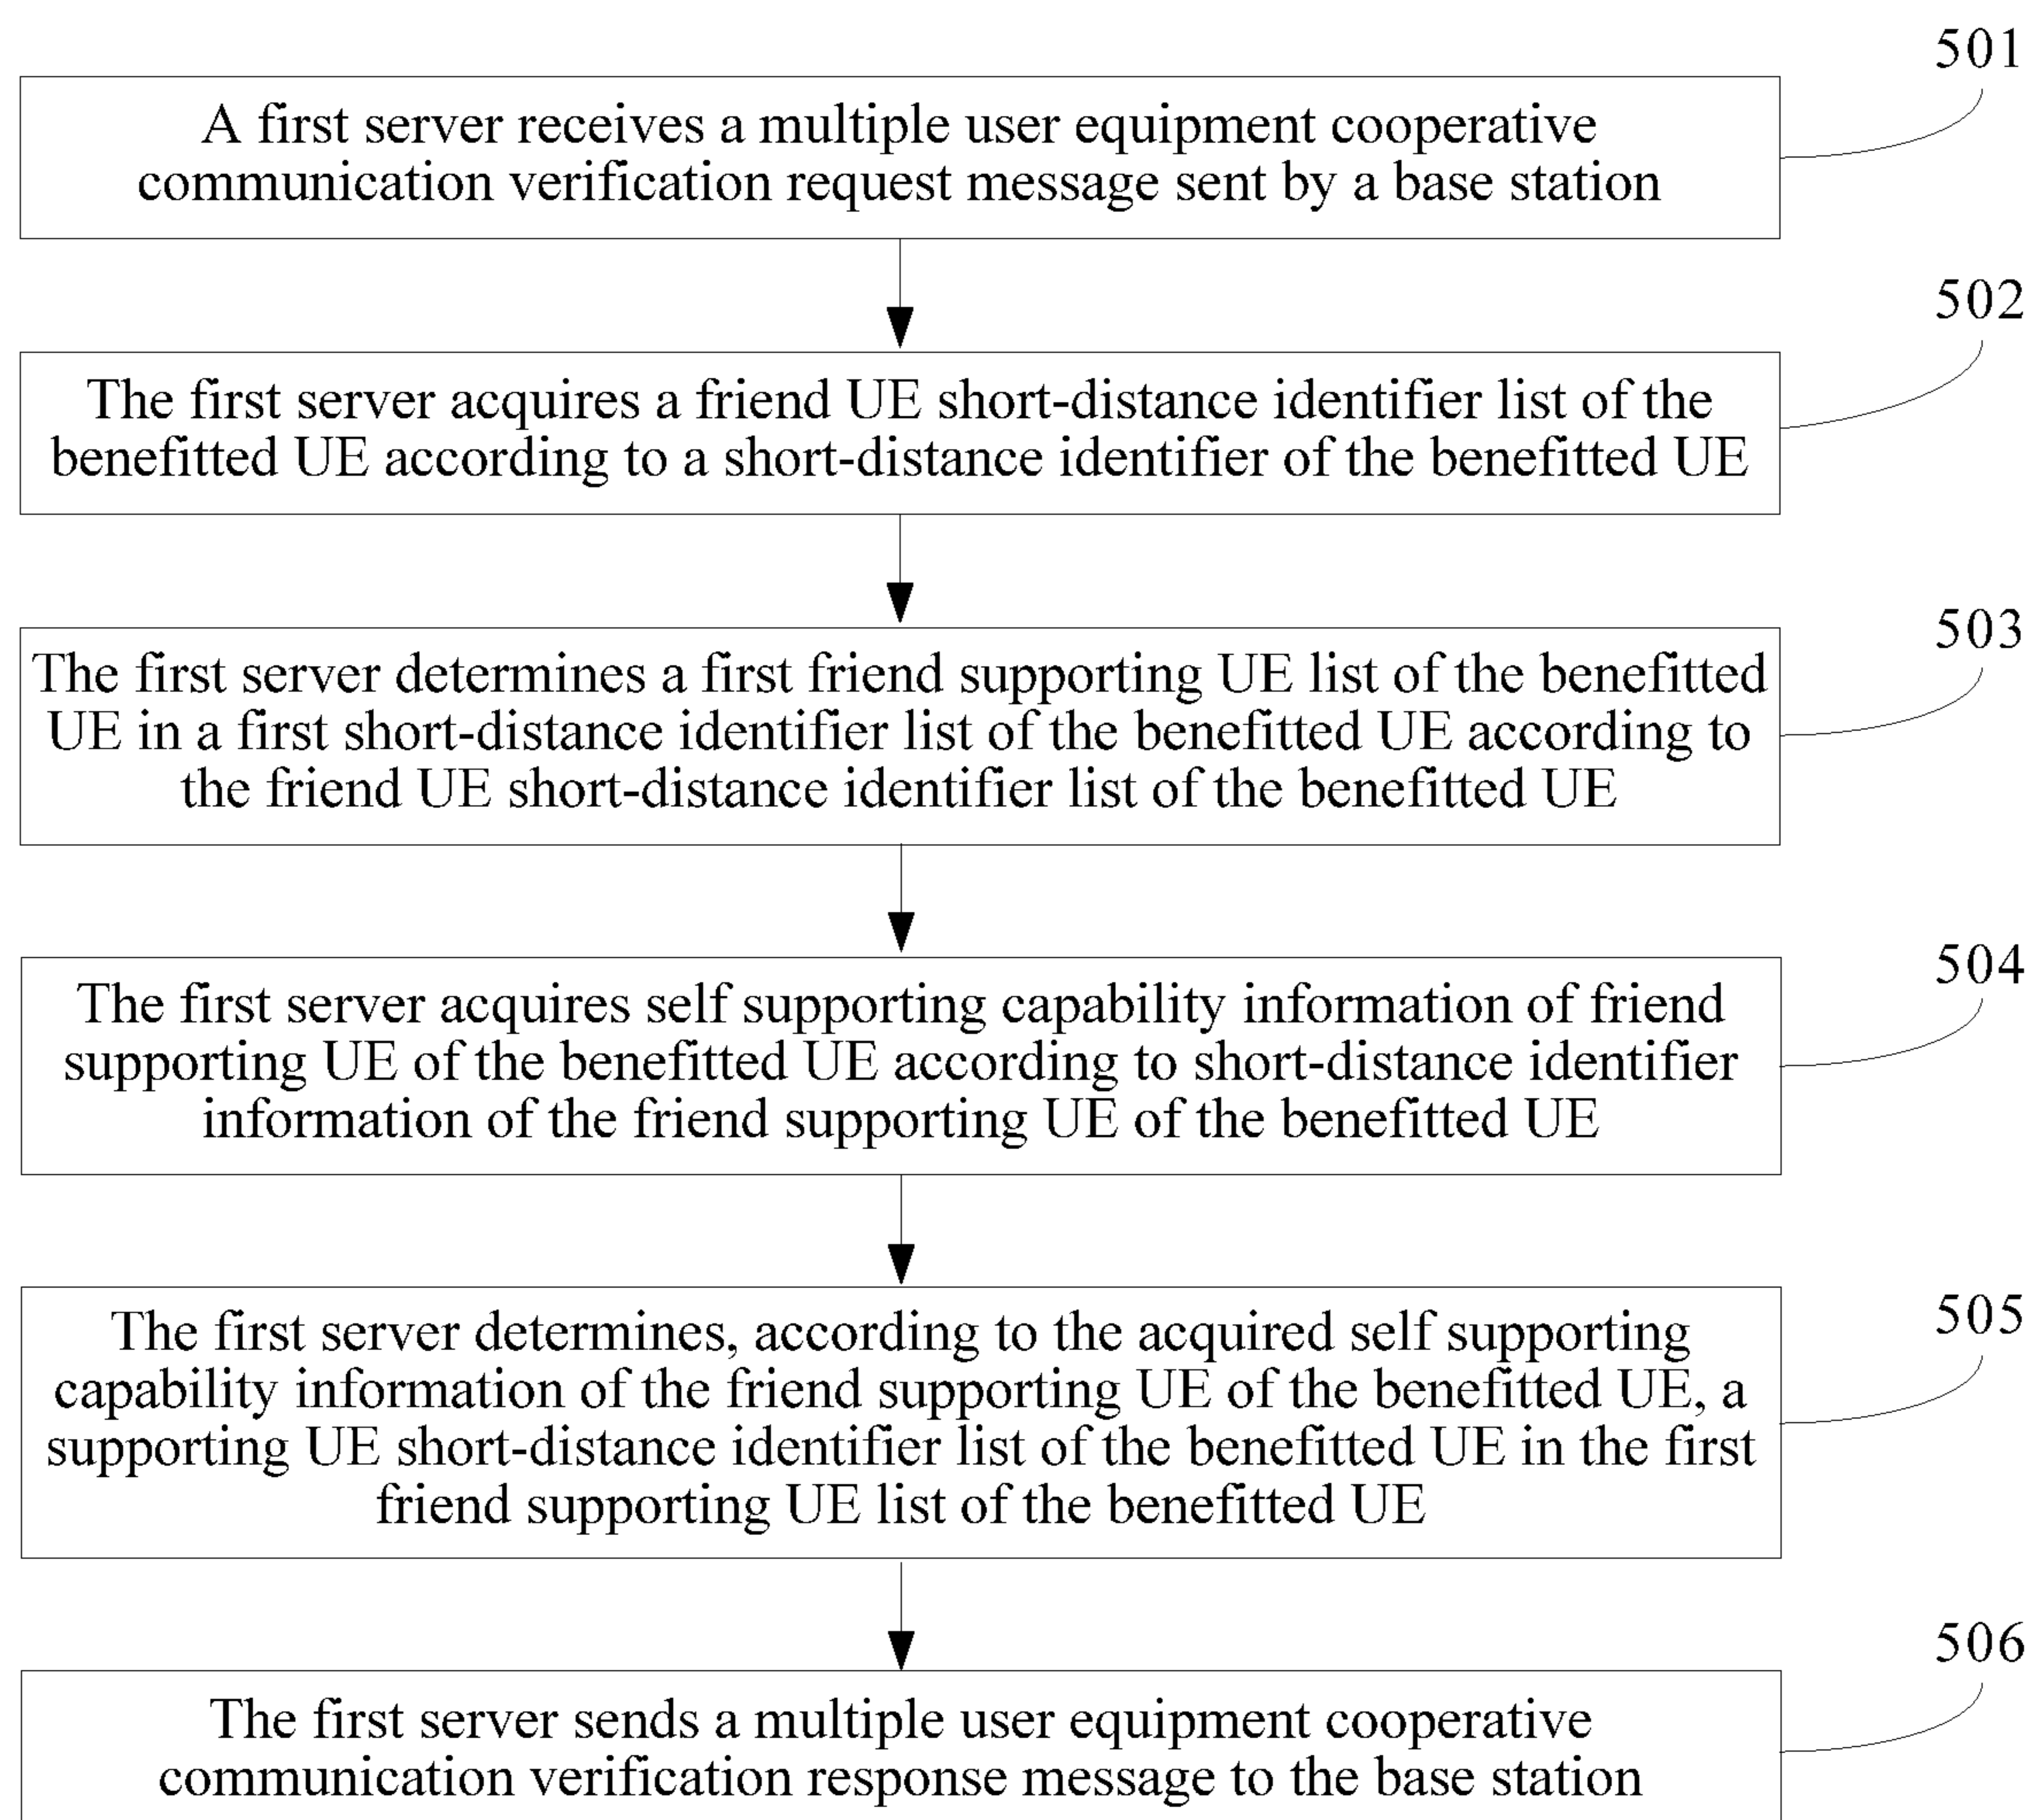 501
A first server receives a multiple user equipment cooperative
communication verification request message sent by a base station
502
The first server acquires a friend UE short-distance identifier list of the
benefitted UE according to a short-distance identifier of the benefitted UE
503
The first server determines a first friend supporting UE list of the benefitted
UE in a first short-distance identifier list of the benefitted UE according to
the friend UE short-distance identifier list of the benefitted UE
504
The first server acquires self supporting capability information of friend
supporting UE of the benefitted UE according to short-distance identifier
information of the friend supporting UE of the benefitted UE
505
The first server determines, according to the acquired self supporting
capability information of the friend supporting UE of the benefitted UE, a
supporting UE short-distance identifier list of the benefitted UE in the first
friend supporting UE list of the benefitted UE
506
The first server sends a multiple user equipment cooperative
communication verification response message to the base station